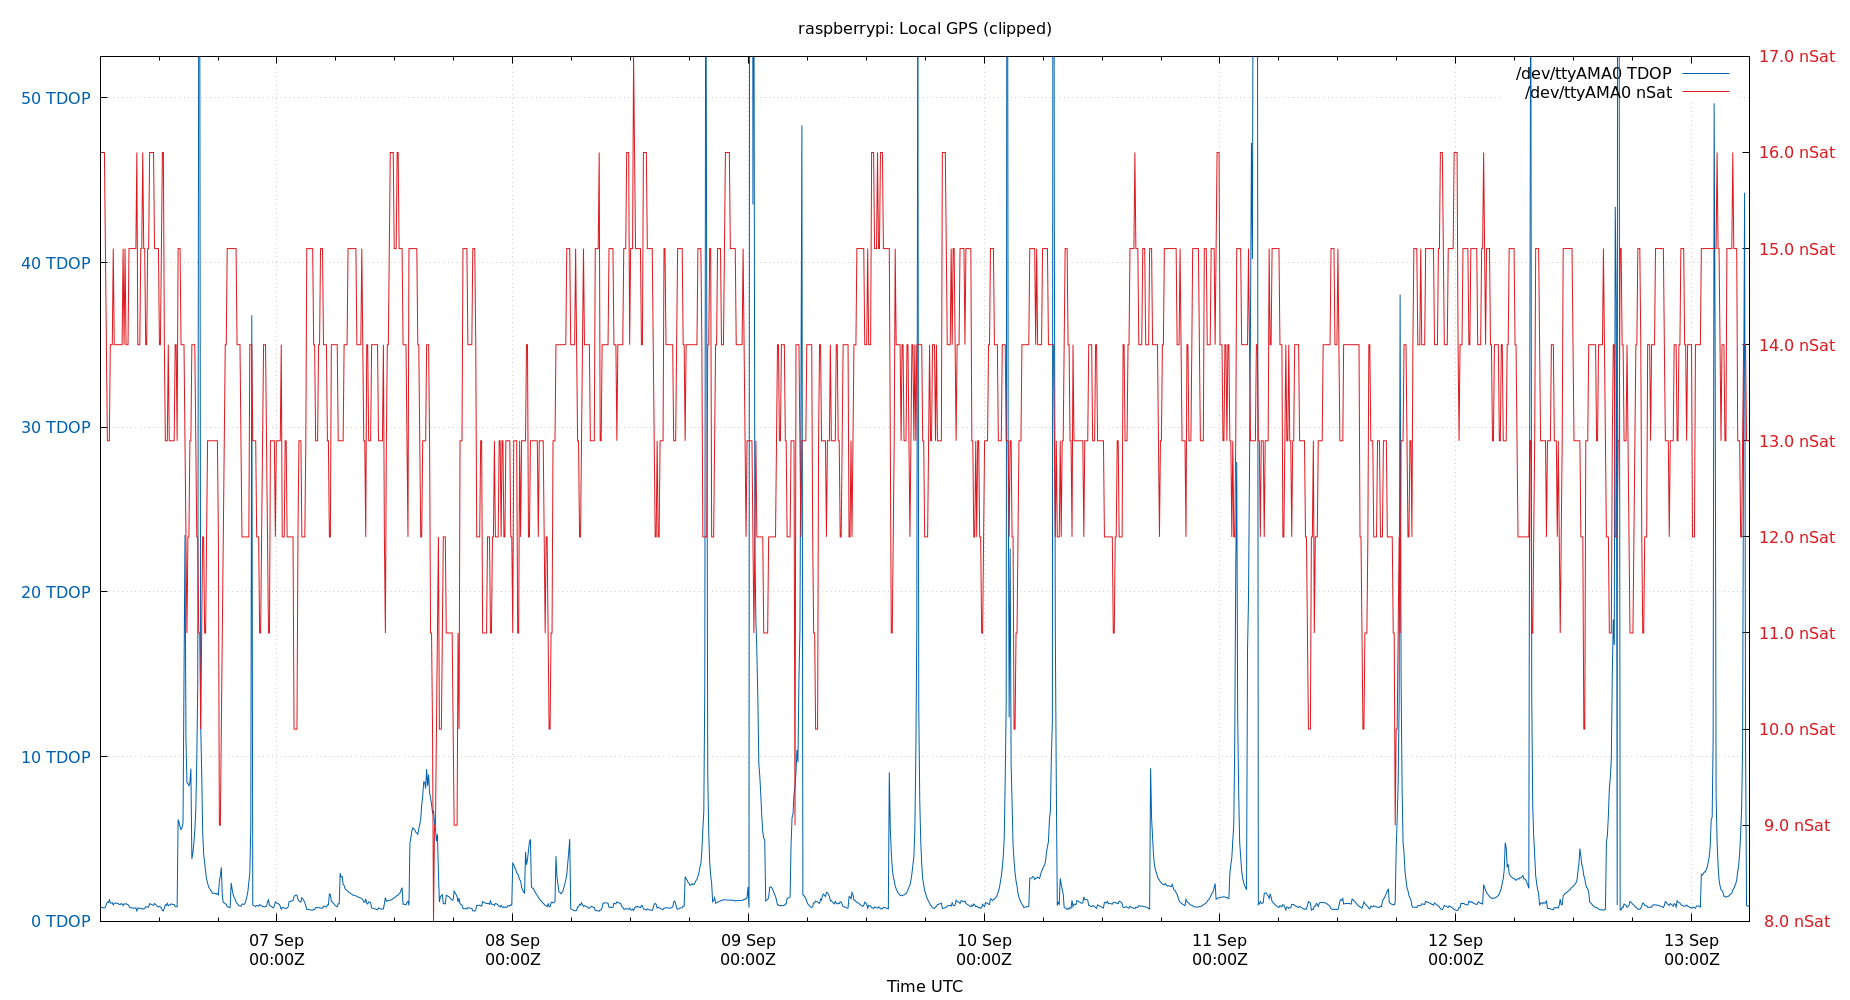 raspberrypi: Local GPS (clipped)
/dev/ttyAMA0 TDOP
/dev/ttyAMA0 nSat
50 TDOP
40 TDOP
30 TDOP
20 TDOP
10 TDOP
0 TDOP
17.0 nSat
16.0 nSat
15.0 nSat
14.0 nSat
13.0 nSat
12.0 nSat
11.0 nSat
10.0 nSat
9.0 nSat
8.0 nSat
07 Sep
00:00Z
08 Sep
00:00Z
09 Sep
00:00Z
10 Sep
00:00Z
11 Sep
00:00Z
12 Sep
00:00Z
13 Sep
00:00Z
Time UTC